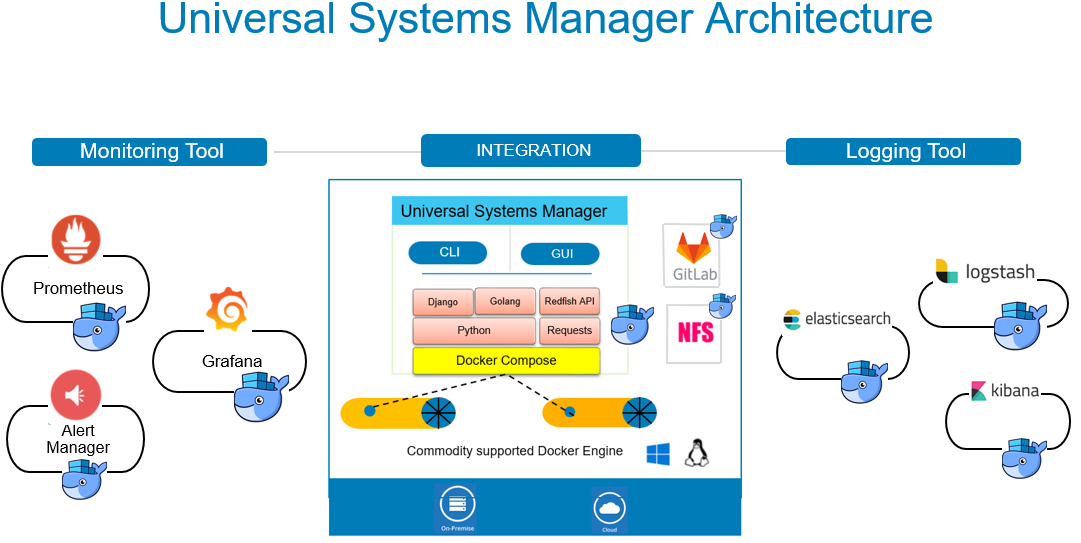 Universal Systems Manager Architecture
Monitoring Tool
INTEGRATION
Logging Tool
Prometheus
Grafana
Alert
Manager
Universal Systems Manager
CLI
GUI
Django
Golang
Redfish API
Python
Requests
Docker Compose
GitLab
NFS
Commodity supported Docker Engine
On-Premise
Cloud
logstash
elasticsearch
kibana